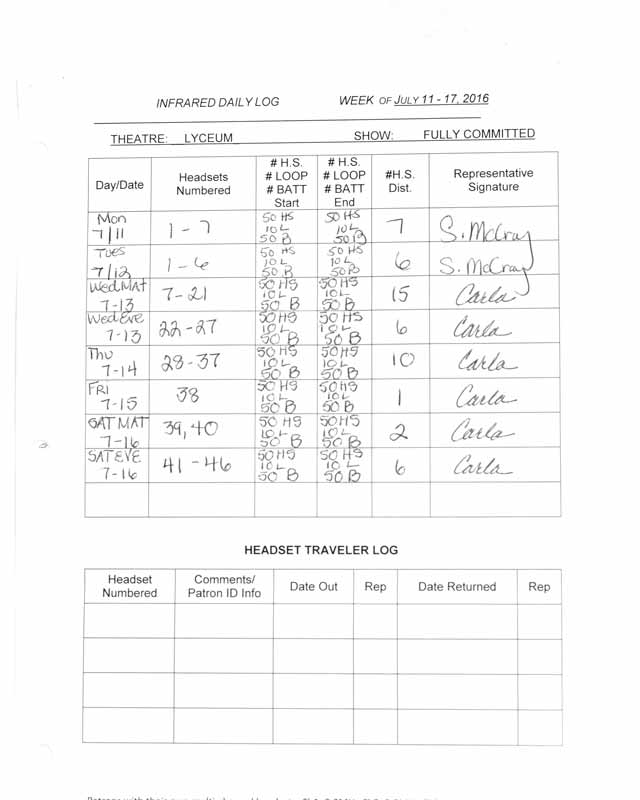 INFRARED DAILY LOG WEEK OF JULY 11 - 17, 2016
THEATRE: LYCEUM SHOW: FULLY COMMITTED
Day/Date Headsets Numbered # H.S. # LOOP # BATT Start # H.S. # LOOP # BATT End #H.S. Dist. Representative Signature
Mon 7/11 1 - 7 50 HS 10 L 50 B 50 HS 10 L 50 B 7 S. McCray
TUES 7/12 1 - 6 50 HS 10 L 50 B 50 HS 10 L 50 B 6 S. McCray
Wed MAT 7-13 7-21 50 HS 10 L 50 B 50 HS 10 L 50 B 15 Carla
Wed Eve 7-13 22-27 50 HS 10 L 50 B 50 HS 10 L 50 B 6 Carla
Thu 7-14 28-37 50 HS 10 L 50 B 50 HS 10 L 50 B 10 Carla
FRI 7-15 38 50 HS 10 L 50 B 50 HS 10 L 50 B 1 Carla
SAT MAT 7-16 39, 40 50 HS 10 L 50 B 50 HS 10 L 50 B 2 Carla
SAT EVE 7-16 41 - 46 50 HS 10 L 50 B 50 HS 10 L 50 B 6 Carla
HEADSET TRAVELER LOG
Headset Numbered Comments/ Patron ID Info Date Out Rep Date Returned Rep